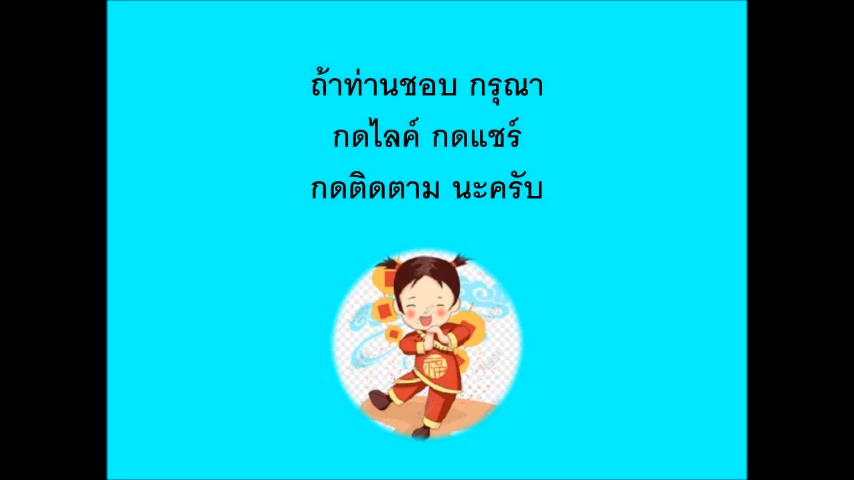 ถ้าท่านชอบ กรุณา
กดไลค์ กดแชร์
กดติดตาม นะครับ
福